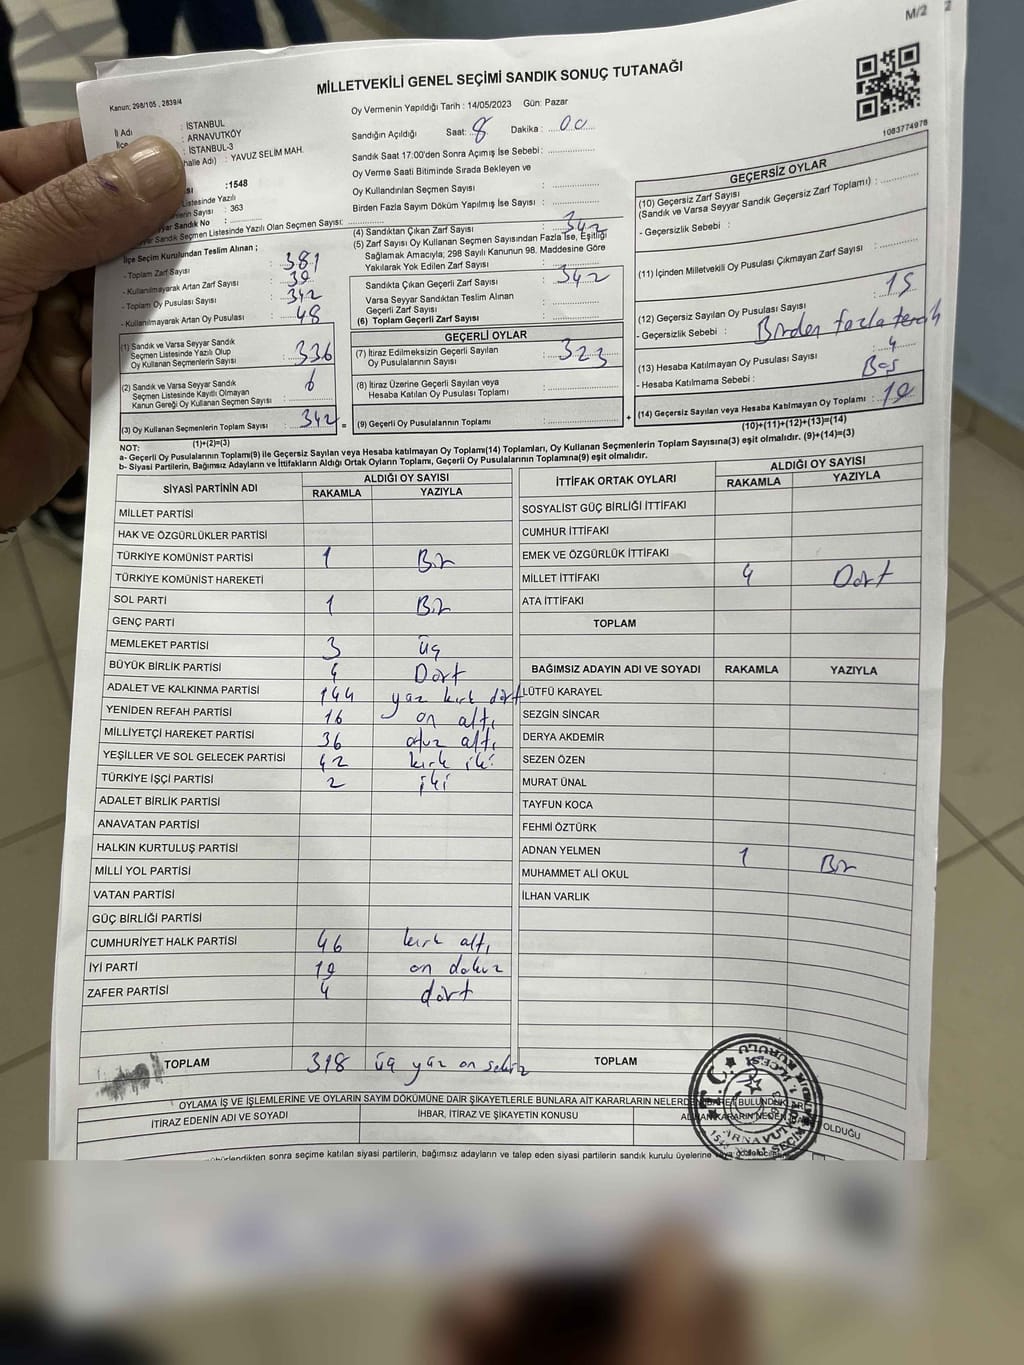 M/2 2
MİLLETVEKİLİ GENEL SEÇİMİ SANDIK SONUÇ TUTANAĞI
Kanun: 298/105 , 2839/4
Oy Vermenin Yapıldığı Tarih : 14/05/2023 Gün: Pazar
1083774978
İl Adı : İSTANBUL
İlçe : ARNAVUTKÖY
: İSTANBUL-3
halle Adı) : YAVUZ SELİM MAH.
:1548
Listesinde Yazılı
Sayısı : 363
Sandık No :
Sandık Seçmen Listesinde Yazılı Olan Seçmen Sayısı:
Sandığın Açıldığı Saat: 8 Dakika : 00
Sandık Saat 17:00'den Sonra Açımış İse Sebebi :
Oy Verme Saati Bitiminde Sırada Bekleyen ve
Oy Kullandırılan Seçmen Sayısı :
Birden Fazla Sayım Döküm Yapılmış İse Sayısı :
İlçe Seçim Kurulundan Teslim Alınan ;
- Toplam Zarf Sayısı : 381
- Kullanılmayarak Artan Zarf Sayısı : 39
- Toplam Oy Pusulası Sayısı : 342
- Kullanılmayarak Artan Oy Pusulası : 48
(1) Sandık ve Varsa Seyyar Sandık
Seçmen Listesinde Yazılı Olup
Oy Kullanan Seçmenlerin Sayısı : 336
(2) Sandık ve Varsa Seyyar Sandık
Seçmen Listesinde Kayıtlı Olmayan
Kanun Gereği Oy Kullanan Seçmen Sayısı : 6
(3) Oy Kullanan Seçmenlerin Toplam Sayısı : 342
(1)+(2)=(3)
(4) Sandıktan Çıkan Zarf Sayısı : 342
(5) Zarf Sayısı Oy Kullanan Seçmen Sayısından Fazla İse, Eşitliği
Sağlamak Amacıyla; 298 Sayılı Kanunun 98. Maddesine Göre
Yakılarak Yok Edilen Zarf Sayısı :
Sandıkta Çıkan Geçerli Zarf Sayısı : 342
Varsa Seyyar Sandıktan Teslim Alınan
Geçerli Zarf Sayısı :
(6) Toplam Geçerli Zarf Sayısı :
GEÇERLİ OYLAR
(7) İtiraz Edilmeksizin Geçerli Sayılan
Oy Pusulalarının Sayısı : 323
(8) İtiraz Üzerine Geçerli Sayılan veya
Hesaba Katılan Oy Pusulası Toplamı :
= (9) Geçerli Oy Pusulalarının Toplamı : +
GEÇERSİZ OYLAR
(10) Geçersiz Zarf Sayısı
(Sandık ve Varsa Seyyar Sandık Geçersiz Zarf Toplamı) :
- Geçersizlik Sebebi :
(11) İçinden Milletvekili Oy Pusulası Çıkmayan Zarf Sayısı :
(12) Geçersiz Sayılan Oy Pusulası Sayısı : 15
- Geçersizlik Sebebi : Birden fazla tercih
(13) Hesaba Katılmayan Oy Pusulası Sayısı : 4
- Hesaba Katılmama Sebebi : Boş
(14) Geçersiz Sayılan veya Hesaba Katılmayan Oy Toplamı : 19
(10)+(11)+(12)+(13)=(14)
NOT:
a- Geçerli Oy Pusulalarının Toplamı(9) ile Geçersiz Sayılan veya Hesaba katılmayan Oy Toplamı(14) Toplamları, Oy Kullanan Seçmenlerin Toplam Sayısına(3) eşit olmalıdır. (9)+(14)=(3)
b- Siyasi Partilerin, Bağımsız Adayların ve İttifakların Aldığı Ortak Oyların Toplamı, Geçerli Oy Pusulalarının Toplamına(9) eşit olmalıdır.
SİYASİ PARTİNİN ADI ALDIĞI OY SAYISI
RAKAMLA YAZIYLA
MİLLET PARTİSİ
HAK VE ÖZGÜRLÜKLER PARTİSİ
TÜRKİYE KOMÜNİST PARTİSİ 1 Bir
TÜRKİYE KOMÜNİST HAREKETİ
SOL PARTİ 1 Bir
GENÇ PARTİ
MEMLEKET PARTİSİ 3 üç
BÜYÜK BİRLİK PARTİSİ 4 Dört
ADALET VE KALKINMA PARTİSİ 144 yüz kırk dört
YENİDEN REFAH PARTİSİ 16 on altı
MİLLİYETÇİ HAREKET PARTİSİ 36 otuz altı
YEŞİLLER VE SOL GELECEK PARTİSİ 42 kırk iki
TÜRKİYE İŞÇİ PARTİSİ 2 iki
ADALET BİRLİK PARTİSİ
ANAVATAN PARTİSİ
HALKIN KURTULUŞ PARTİSİ
MİLLİ YOL PARTİSİ
VATAN PARTİSİ
GÜÇ BİRLİĞİ PARTİSİ
CUMHURİYET HALK PARTİSİ 46 kırk altı
İYİ PARTİ 19 on dokuz
ZAFER PARTİSİ 4 dört
TOPLAM 318 üç yüz on sekiz
İTTİFAK ORTAK OYLARI ALDIĞI OY SAYISI
RAKAMLA YAZIYLA
SOSYALİST GÜÇ BİRLİĞİ İTTİFAKI
CUMHUR İTTİFAKI
EMEK VE ÖZGÜRLÜK İTTİFAKI
MİLLET İTTİFAKI 4 Dört
ATA İTTİFAKI
TOPLAM
BAĞIMSIZ ADAYIN ADI VE SOYADI RAKAMLA YAZIYLA
LÜTFÜ KARAYEL
SEZGİN SİNCAR
DERYA AKDEMİR
SEZEN ÖZEN
MURAT ÜNAL
TAYFUN KOCA
FEHMİ ÖZTÜRK
ADNAN YELMEN 1 Bir
MUHAMMET ALİ OKUL
İLHAN VARLIK
TOPLAM
OYLAMA İŞ VE İŞLEMLERİNE VE OYLARIN SAYIM DÖKÜMÜNE DAİR ŞİKAYETLERLE BUNLARA AİT KARARLARIN NELERDEN İBARET BULUNDUKLARI
İTİRAZ EDENİN ADI VE SOYADI İHBAR, İTİRAZ VE ŞİKAYETİN KONUSU ALINAN KARARIN NEDEN OLDUĞU
T.C. ARNAVUTKÖY
sonra seçime katılan siyasi partilerin, bağımsız adayların ve talep eden siyasi partilerin sandık kurulu üyelerine